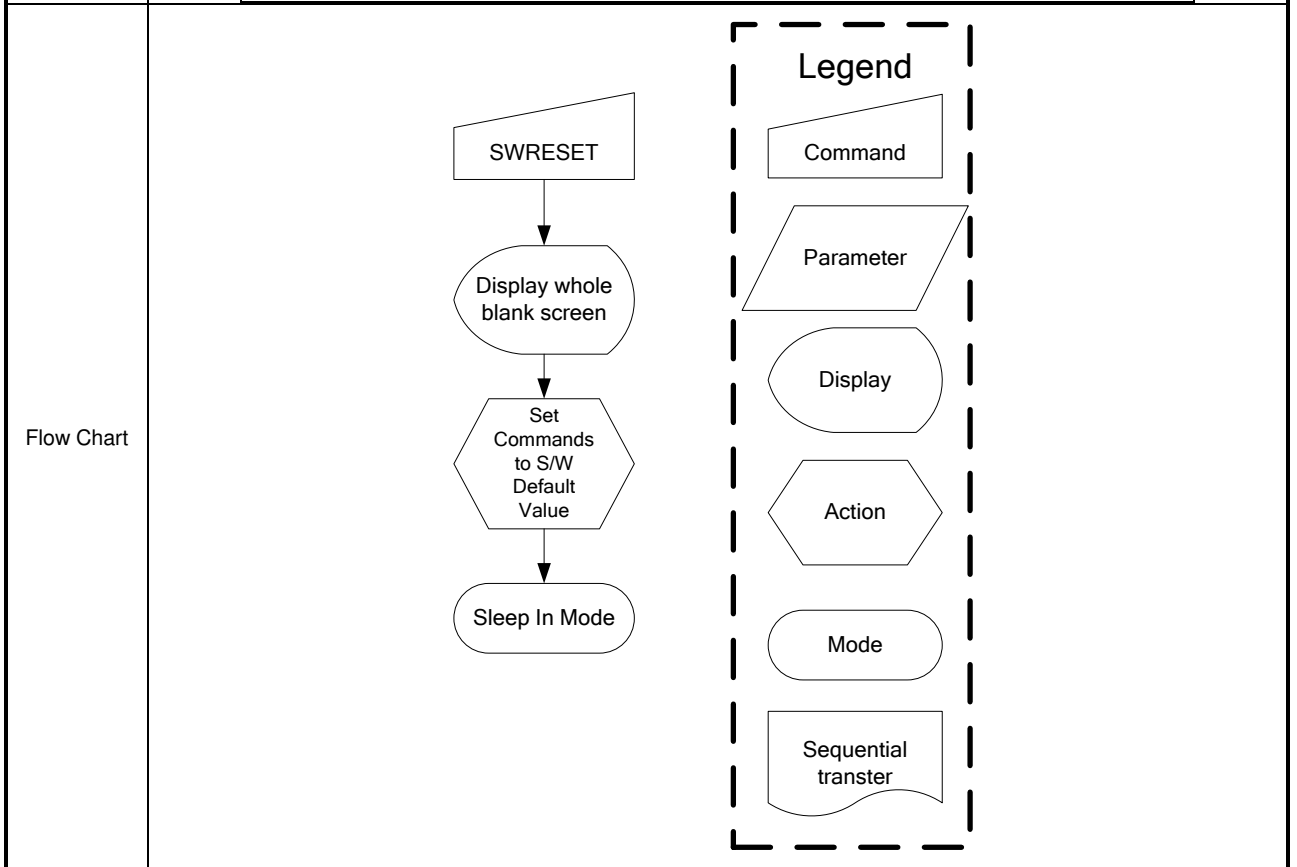 Flow Chart
SWRESET
Display whole
blank screen
Set
Commands
to S/W
Default
Value
Sleep In Mode
Legend
Command
Parameter
Display
Action
Mode
Sequential
transter